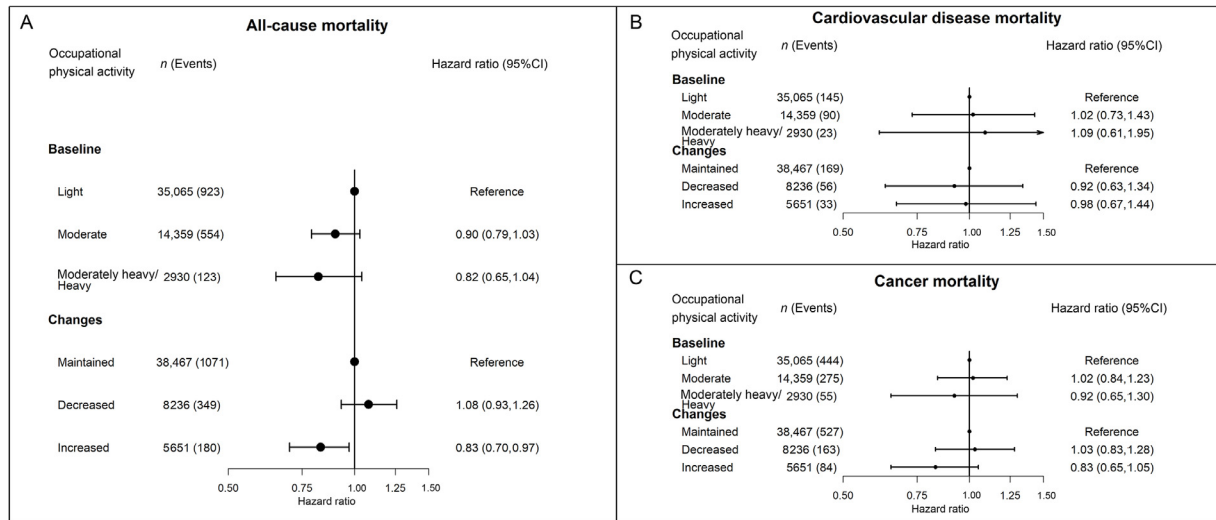 A
All-cause mortality
Occupational
physical activity
n (Events)
Hazard ratio (95%CI)
Baseline
Light 35,065 (923) Reference
Moderate 14,359 (554) 0.90 (0.79,1.03)
Moderately heavy/
Heavy 2930 (123) 0.82 (0.65,1.04)
Changes
Maintained 38,467 (1071) Reference
Decreased 8236 (349) 1.08 (0.93,1.26)
Increased 5651 (180) 0.83 (0.70,0.97)
0.50 0.75 1.00 1.25 1.50
Hazard ratio
B
Cardiovascular disease mortality
Occupational
physical activity
n (Events)
Hazard ratio (95%CI)
Baseline
Light 35,065 (145) Reference
Moderate 14,359 (90) 1.02 (0.73,1.43)
Moderately heavy/
Heavy 2930 (23) 1.09 (0.61,1.95)
Changes
Maintained 38,467 (169) Reference
Decreased 8236 (56) 0.92 (0.63,1.34)
Increased 5651 (33) 0.98 (0.67,1.44)
0.50 0.75 1.00 1.25 1.50
Hazard ratio
C
Cancer mortality
Occupational
physical activity
n (Events)
Hazard ratio (95%CI)
Baseline
Light 35,065 (444) Reference
Moderate 14,359 (275) 1.02 (0.84,1.23)
Moderately heavy/
Heavy 2930 (55) 0.92 (0.65,1.30)
Changes
Maintained 38,467 (527) Reference
Decreased 8236 (163) 1.03 (0.83,1.28)
Increased 5651 (84) 0.83 (0.65,1.05)
0.50 0.75 1.00 1.25 1.50
Hazard ratio